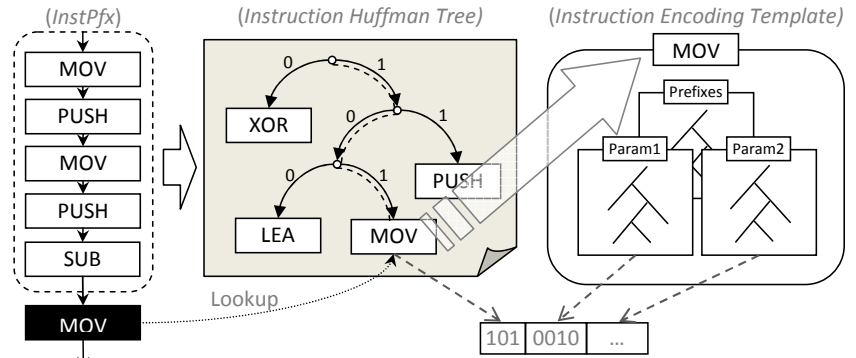 (InstPfx)
MOV
PUSH
MOV
PUSH
SUB
MOV
(Instruction Huffman Tree)
0 1
XOR
0 1
0 1
PUSH
LEA
MOV
Lookup
(Instruction Encoding Template)
MOV
Prefixes
Param1
Param2
101 0010 ...